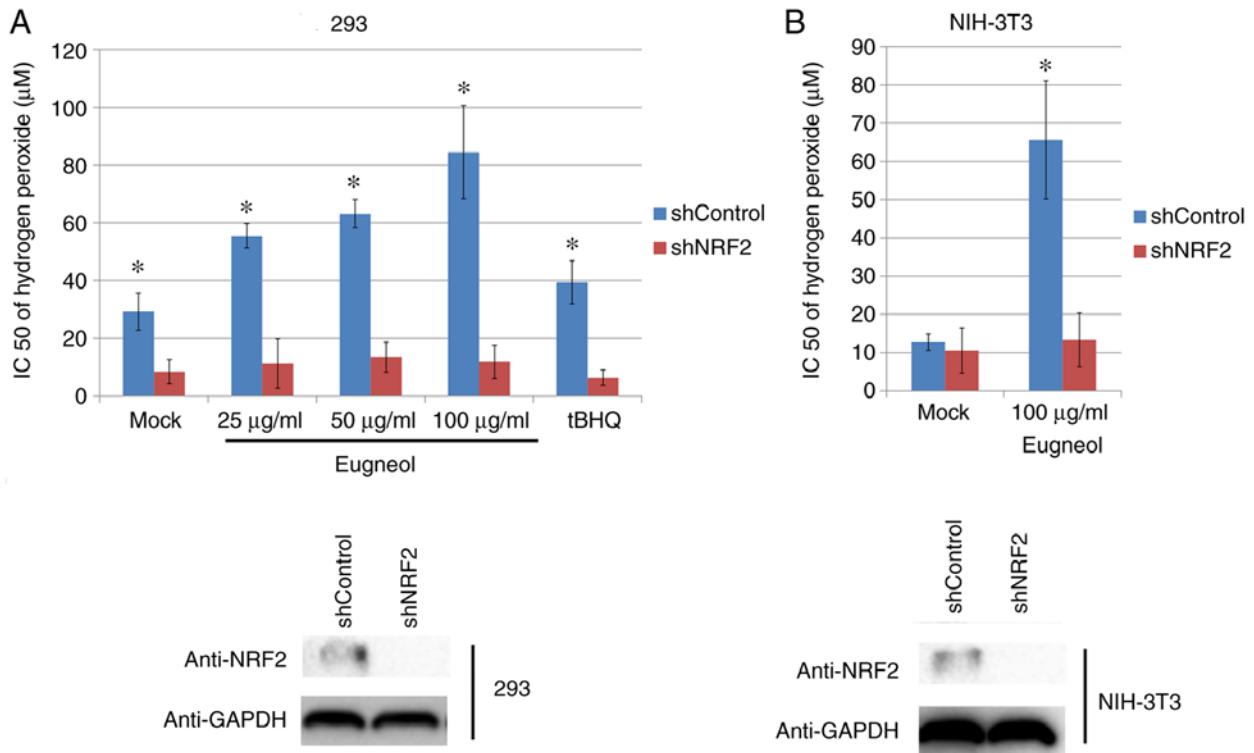 A
293
IC 50 of hydrogen peroxide (μM)
120
100
80
60
40
20
0
*
*
*
*
*
Mock
25 μg/ml
50 μg/ml
100 μg/ml
tBHQ
Eugneol
shControl
shNRF2
B
NIH-3T3
IC 50 of hydrogen peroxide (μM)
90
80
70
60
50
40
30
20
10
0
*
Mock
100 μg/ml
Eugneol
shControl
shNRF2
shControl
shNRF2
Anti-NRF2
Anti-GAPDH
293
shControl
shNRF2
Anti-NRF2
Anti-GAPDH
NIH-3T3